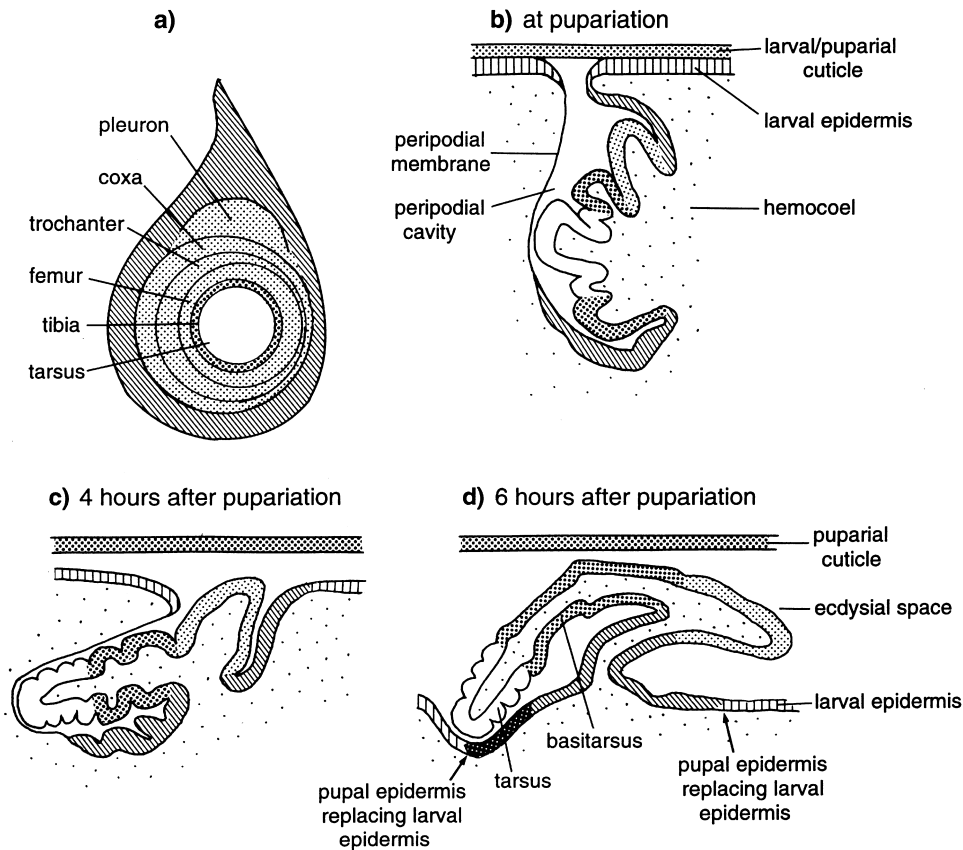 a)
pleuron
coxa
trochanter
femur
tibia
tarsus
b) at pupariation
larval/puparial
cuticle
larval epidermis
peripodial
membrane
peripodial
cavity
hemocoel
c) 4 hours after pupariation
d) 6 hours after pupariation
puparial
cuticle
ecdysial space
larval epidermis
basitarsus
tarsus
pupal epidermis
replacing larval
epidermis
pupal epidermis
replacing larval
epidermis